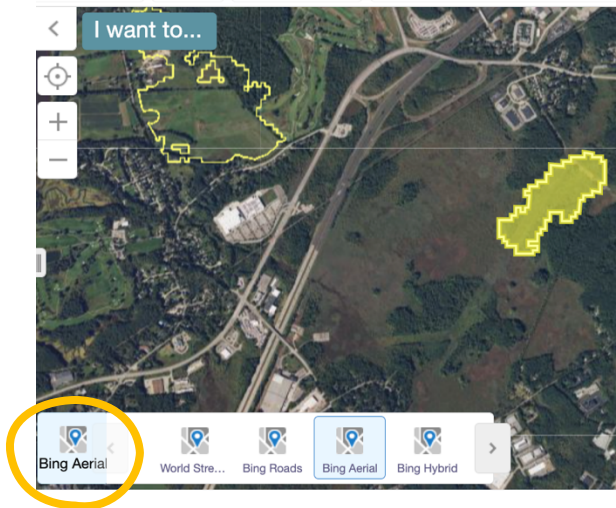 I want to...
Bing Aerial
World Stre...
Bing Roads
Bing Aerial
Bing Hybrid